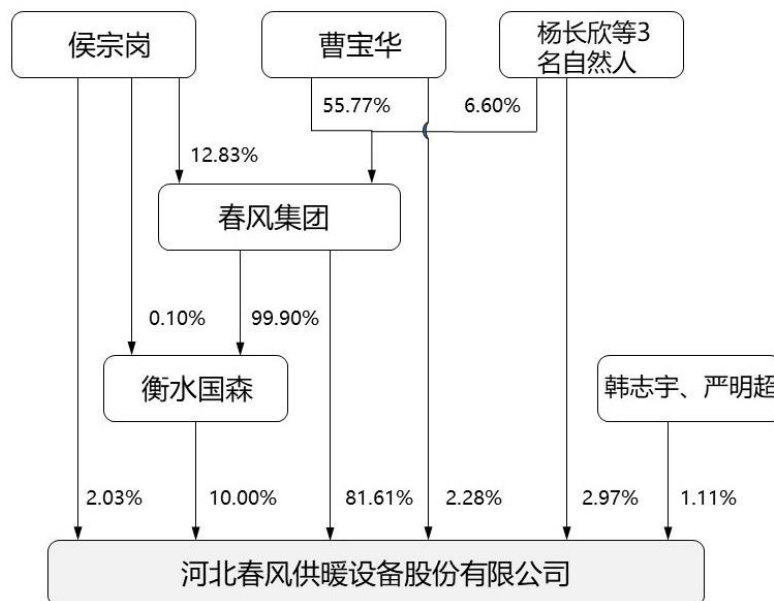 侯宗岗
曹宝华
杨长欣等3
名自然人
55.77%
6.60%
12.83%
春风集团
0.10%
99.90%
衡水国森
韩志宇、严明超
2.03%
10.00%
81.61%
2.28%
2.97%
1.11%
河北春风供暖设备股份有限公司